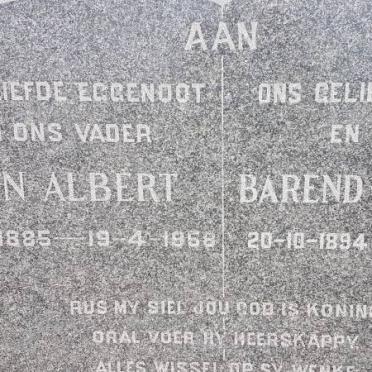 AAN
LIEFDE EGGENOOT ONS GELIE
ONS VADER EN
N ALBERT BAREND
1885—19-4-1958 20-10-1894
RUS MY SIEL JOU GOD IS KONING
ORAL VOER HY HEERSKAPPY
ALLES WISSEL OP SY WENKE